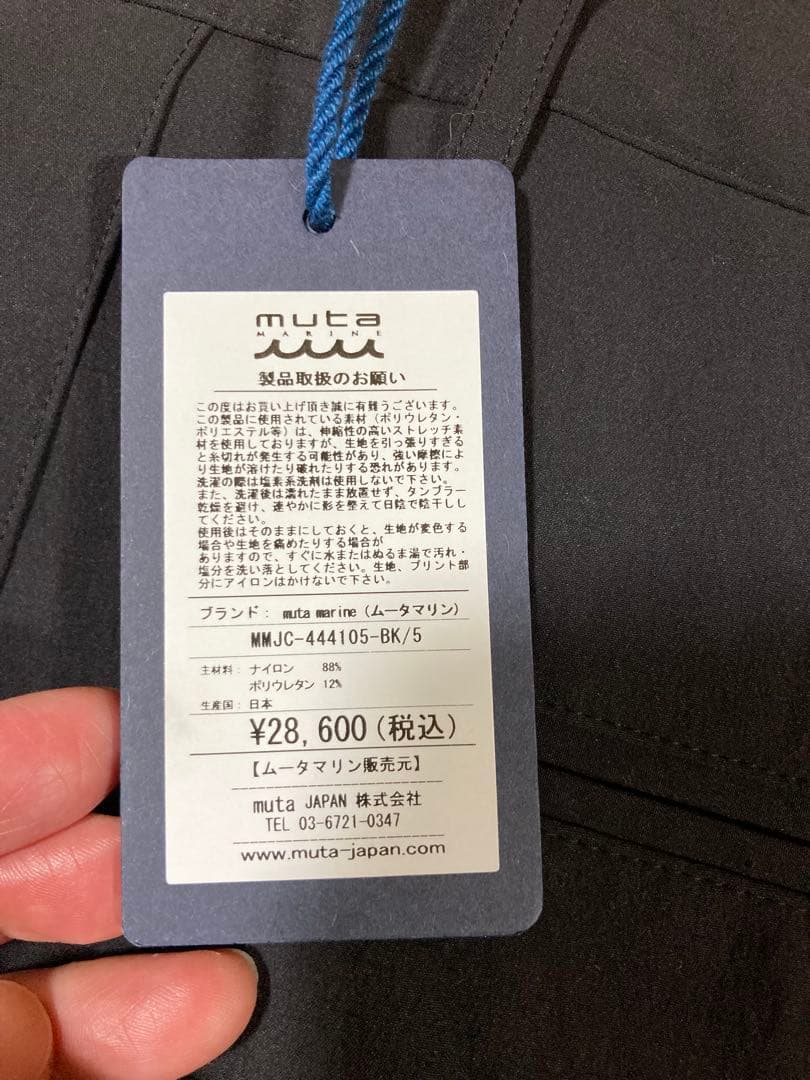 muta
MARINE
製品取扱のお願い
この度はお買い上げ頂き誠に有難うございます。
この製品に使用されている素材（ポリウレタン・
ポリエステル等）は、伸縮性の高いストレッチ素
材を使用しておりますが、生地を引っ張りすぎる
と糸切れが発生する可能性があり、強い摩擦によ
り生地が溶けたり破れたりする恐れがあります。
洗濯の際は塩素系洗剤は使用しないで下さい。
また、洗濯後は濡れたまま放置せず、タンブラー
乾燥を避け、速やかに形を整えて日陰で陰干しし
てください。
使用後はそのままにしておくと、生地が変色する
場合や生地を痛めたりする場合が
ありますので、すぐに水またはぬるま湯で汚れ・
塩分を洗い落としてください。生地、プリント部
分にアイロンはかけないで下さい。
ブランド： muta marine（ムータマリン）
MMJC-444105-BK/5
主材料：ナイロン 88%
ポリウレタン 12%
生産国：日本
¥28,600(税込)
【ムータマリン販売元】
muta JAPAN 株式会社
TEL 03-6721-0347
www.muta-japan.com